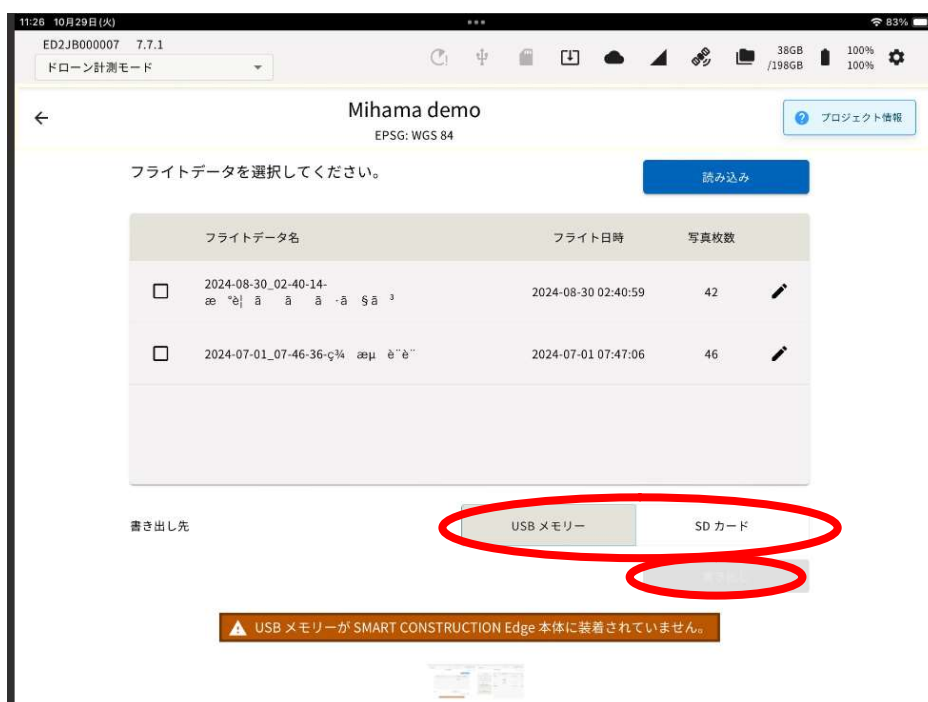 11:26 10月29日(火)
83%
ED2JB000007 7.7.1
ドローン計測モード
38GB
/198GB
100%
100%
Mihama demo
EPSG: WGS 84
プロジェクト情報
フライトデータを選択してください。
読み込み
フライトデータ名 フライト日時 写真枚数
2024-08-30_02-40-14-
æ °è¦ ã ã ã ·ã §ã ³
2024-08-30 02:40:59 42
2024-07-01_07-46-36-ç¾ æµ è¨è¨ 2024-07-01 07:47:06 46
書き出し先 USB メモリー SD カード
USB メモリーが SMART CONSTRUCTION Edge 本体に装着されていません。